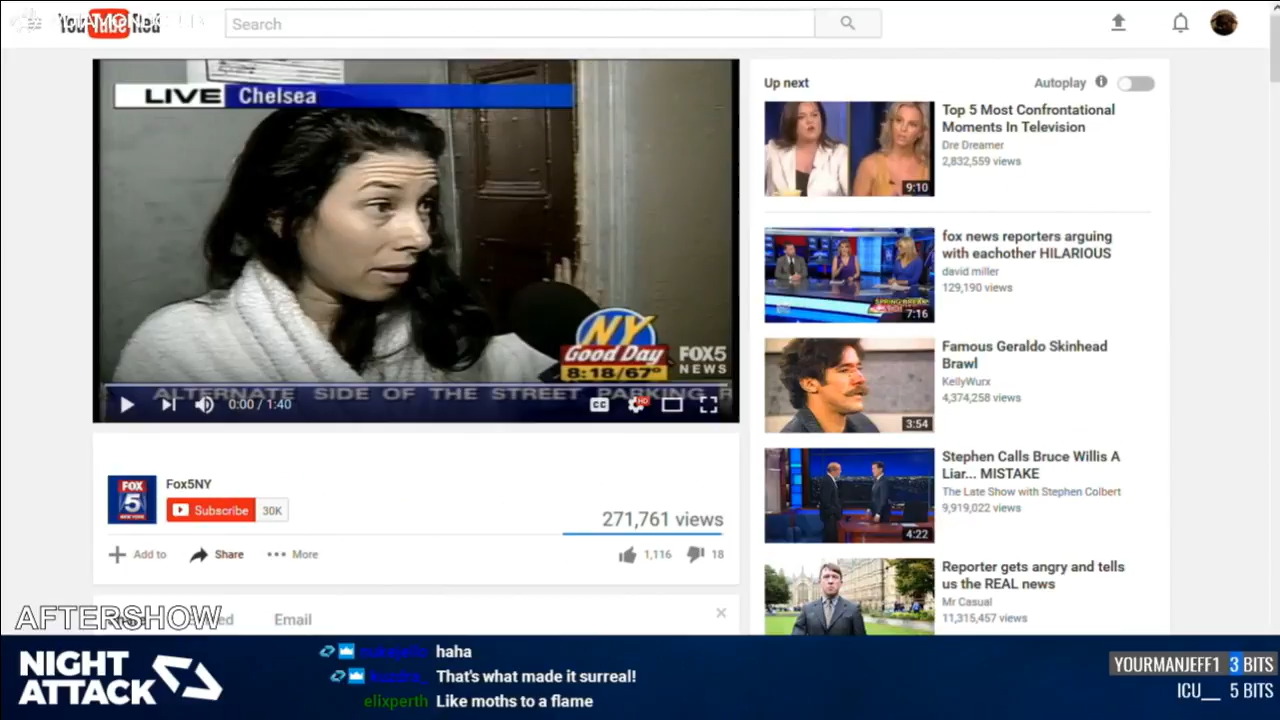 Search
LIVE Chelsea
NY
Good Day
8:18/67°
FOX5
NEWS
ALTERNATE SIDE OF THE STREET PARKING
0:00 / 1:40
CC
HD
Fox5NY
FOX
5
Subscribe 30K
271,761 views
Add to
Share
More
1,116
18
Email
Up next
Autoplay
Top 5 Most Confrontational
Moments In Television
Dre Dreamer
2,832,559 views
9:10
fox news reporters arguing
with eachother HILARIOUS
david miller
129,190 views
7:16
Famous Geraldo Skinhead
Brawl
KellyWurx
4,374,258 views
3:54
Stephen Calls Bruce Willis A
Liar... MISTAKE
The Late Show with Stephen Colbert
9,919,022 views
4:22
Reporter gets angry and tells
us the REAL news
Mr Casual
11,315,457 views
AFTERSHOW
NIGHT
ATTACK
haha
That's what made it surreal!
elixperth Like moths to a flame
YOURMANJEFF1 3 BITS
ICU__ 5 BITS